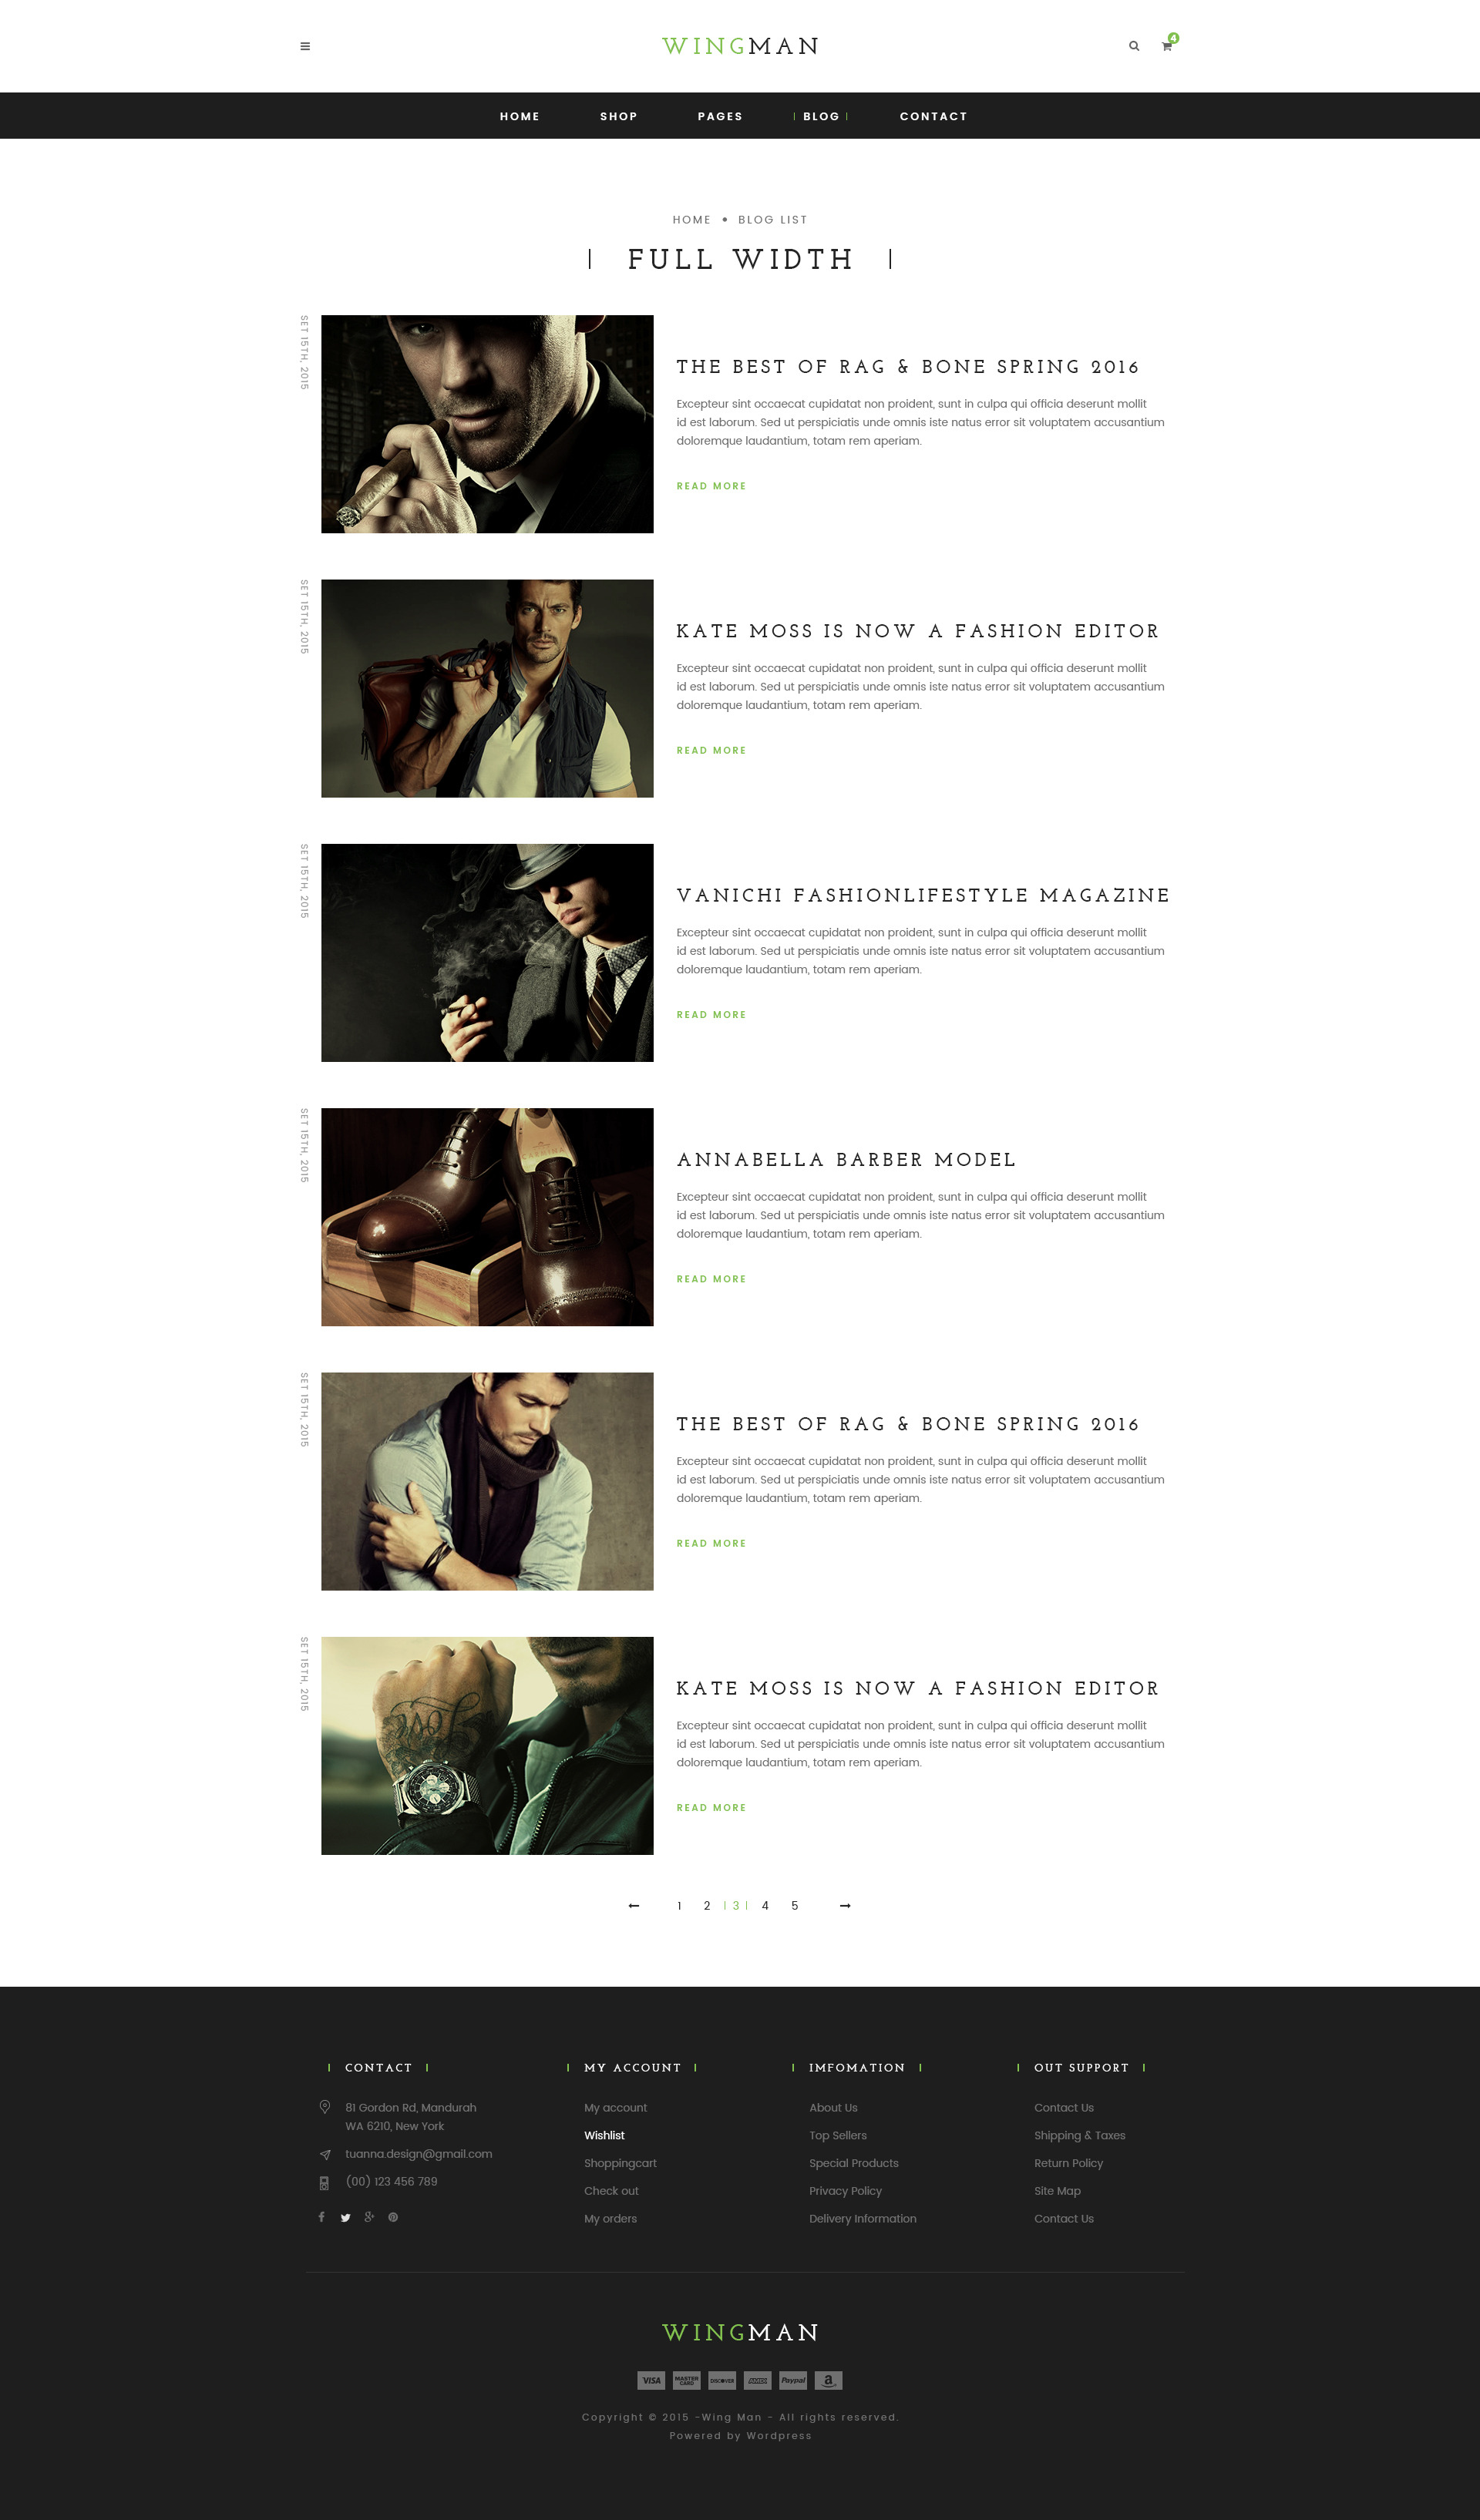 WINGMAN
4
HOME SHOP PAGES BLOG CONTACT
HOME • BLOG LIST
FULL WIDTH
SET 15TH, 2015
THE BEST OF RAG & BONE SPRING 2016
Excepteur sint occaecat cupidatat non proident, sunt in culpa qui officia deserunt mollit
id est laborum. Sed ut perspiciatis unde omnis iste natus error sit voluptatem accusantium
doloremque laudantium, totam rem aperiam.
READ MORE
SET 15TH, 2015
KATE MOSS IS NOW A FASHION EDITOR
Excepteur sint occaecat cupidatat non proident, sunt in culpa qui officia deserunt mollit
id est laborum. Sed ut perspiciatis unde omnis iste natus error sit voluptatem accusantium
doloremque laudantium, totam rem aperiam.
READ MORE
SET 15TH, 2015
VANICHI FASHIONLIFESTYLE MAGAZINE
Excepteur sint occaecat cupidatat non proident, sunt in culpa qui officia deserunt mollit
id est laborum. Sed ut perspiciatis unde omnis iste natus error sit voluptatem accusantium
doloremque laudantium, totam rem aperiam.
READ MORE
SET 15TH, 2015
ANNABELLA BARBER MODEL
Excepteur sint occaecat cupidatat non proident, sunt in culpa qui officia deserunt mollit
id est laborum. Sed ut perspiciatis unde omnis iste natus error sit voluptatem accusantium
doloremque laudantium, totam rem aperiam.
READ MORE
SET 15TH, 2015
THE BEST OF RAG & BONE SPRING 2016
Excepteur sint occaecat cupidatat non proident, sunt in culpa qui officia deserunt mollit
id est laborum. Sed ut perspiciatis unde omnis iste natus error sit voluptatem accusantium
doloremque laudantium, totam rem aperiam.
READ MORE
SET 15TH, 2015
KATE MOSS IS NOW A FASHION EDITOR
Excepteur sint occaecat cupidatat non proident, sunt in culpa qui officia deserunt mollit
id est laborum. Sed ut perspiciatis unde omnis iste natus error sit voluptatem accusantium
doloremque laudantium, totam rem aperiam.
READ MORE
1 2 3 4 5
CONTACT
81 Gordon Rd, Mandurah
WA 6210, New York
tuanna.design@gmail.com
(00) 123 456 789
MY ACCOUNT
My account
Wishlist
Shoppingcart
Check out
My orders
IMFOMATION
About Us
Top Sellers
Special Products
Privacy Policy
Delivery Information
OUT SUPPORT
Contact Us
Shipping & Taxes
Return Policy
Site Map
Contact Us
WINGMAN
VISA MASTER CARD DISCOVER AMEX Paypal a
Copyright © 2015 -Wing Man - All rights reserved.
Powered by Wordpress